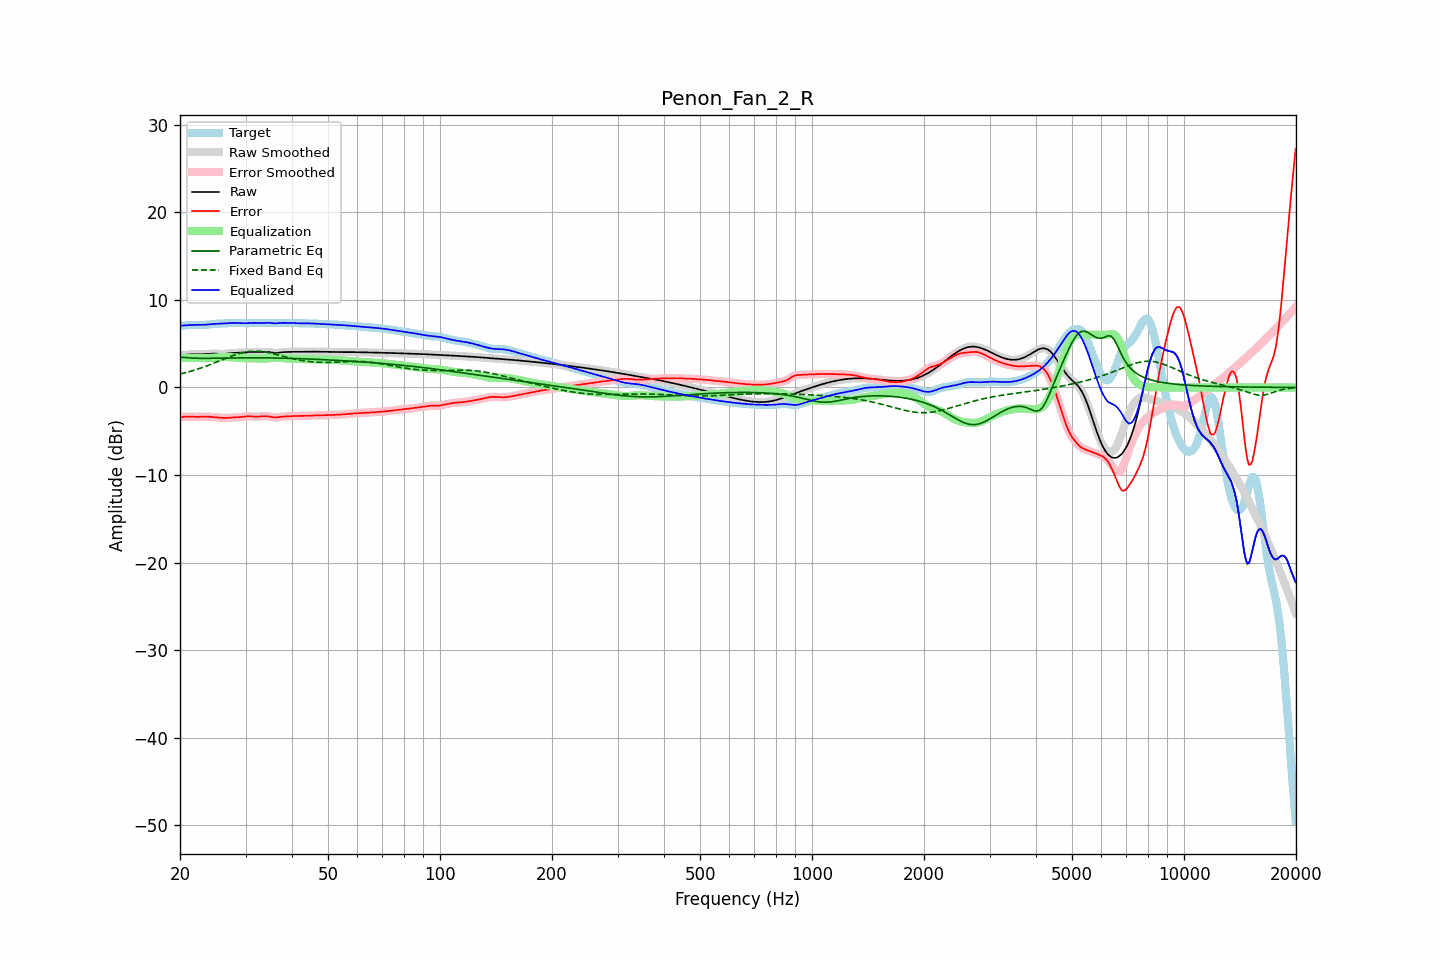 Penon_Fan_2_R
Target
Raw Smoothed
Error Smoothed
Raw
Error
Equalization
Parametric Eq
Fixed Band Eq
Equalized
30
20
10
0
−10
−20
−30
−40
−50
Amplitude (dBr)
20
50
100
200
500
1000
2000
5000
10000
20000
Frequency (Hz)